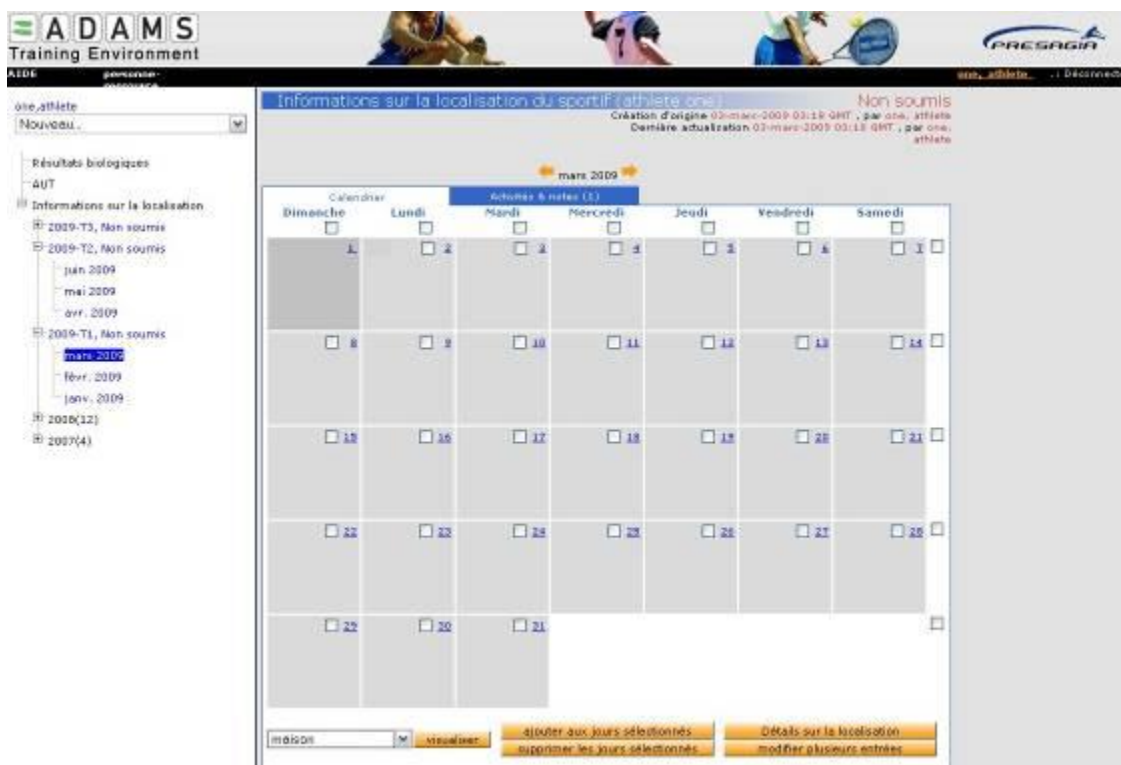 ADAMS
Training Environment
PRESAGIA
AIDE personne-ressource one, athlete .: Déconnect
one,athlete
Nouveau..
Résultats biologiques
AUT
Informations sur la localisation
2009-T3, Non soumis
2009-T2, Non soumis
juin 2009
mai 2009
avr. 2009
2009-T1, Non soumis
mars 2009
févr. 2009
janv. 2009
2008(12)
2007(4)
Informations sur la localisation du sportif (athlete one) Non soumis
Création d'origine 03-mars-2009 03:19 GMT , par one, athlete
Dernière actualisation 03-mars-2009 03:19 GMT , par one,
athlete
mars 2009
Calendrier Activités & notes (1)
Dimanche Lundi Mardi Mercredi Jeudi Vendredi Samedi
1 2 3 4 5 6 7
8 9 10 11 12 13 14
15 16 17 18 19 20 21
22 23 24 25 26 27 28
29 30 31
maison visualiser ajouter aux jours sélectionnés Détails sur la localisation
supprimer les jours sélectionnés modifier plusieurs entrées